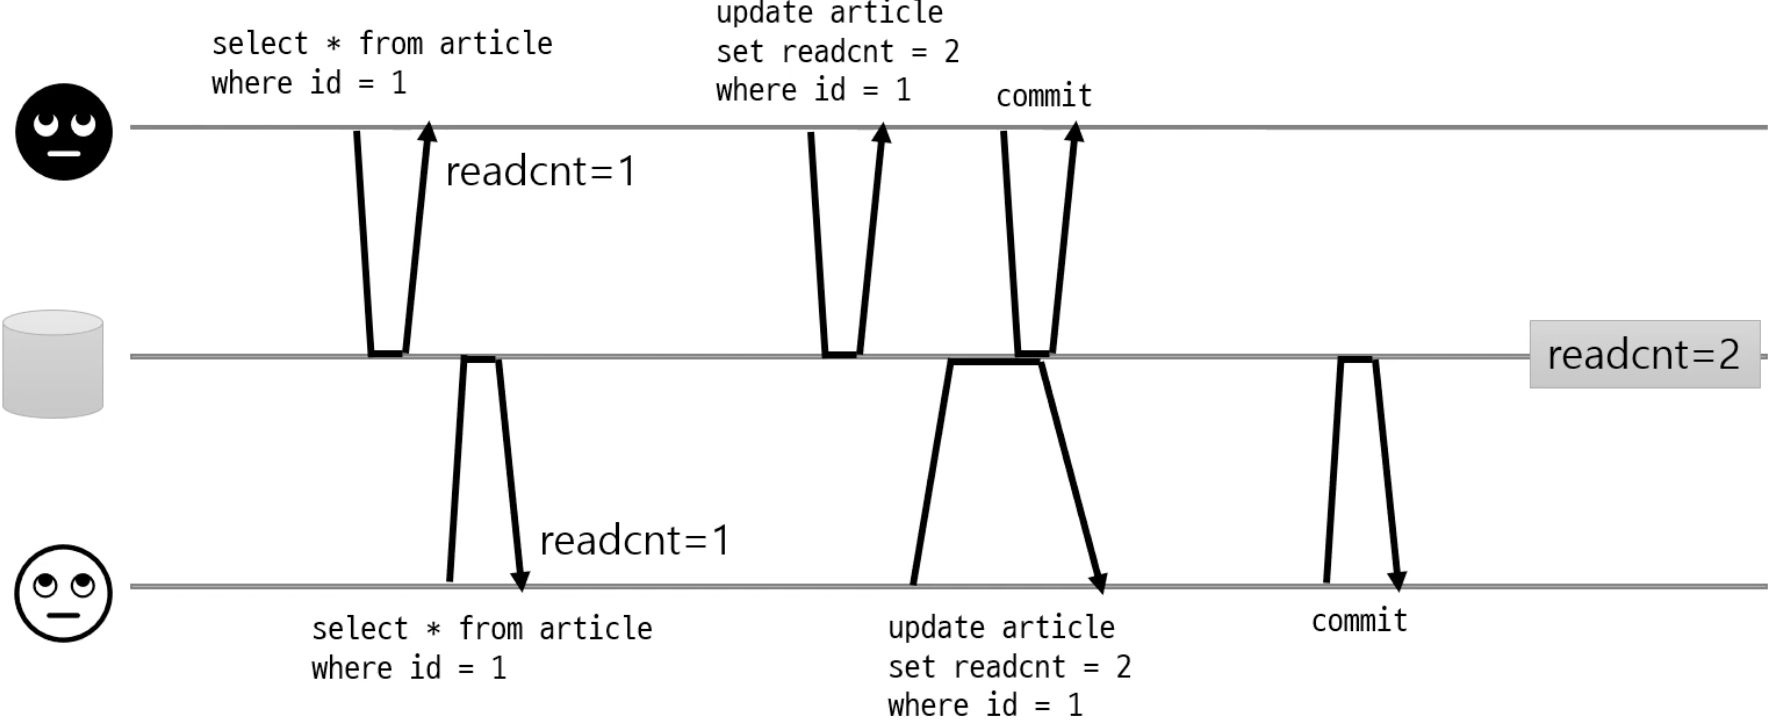 select * from article
where id = 1
update article
set readcnt = 2
where id = 1
commit
readcnt=1
readcnt=2
readcnt=1
select * from article
where id = 1
update article
set readcnt = 2
where id = 1
commit